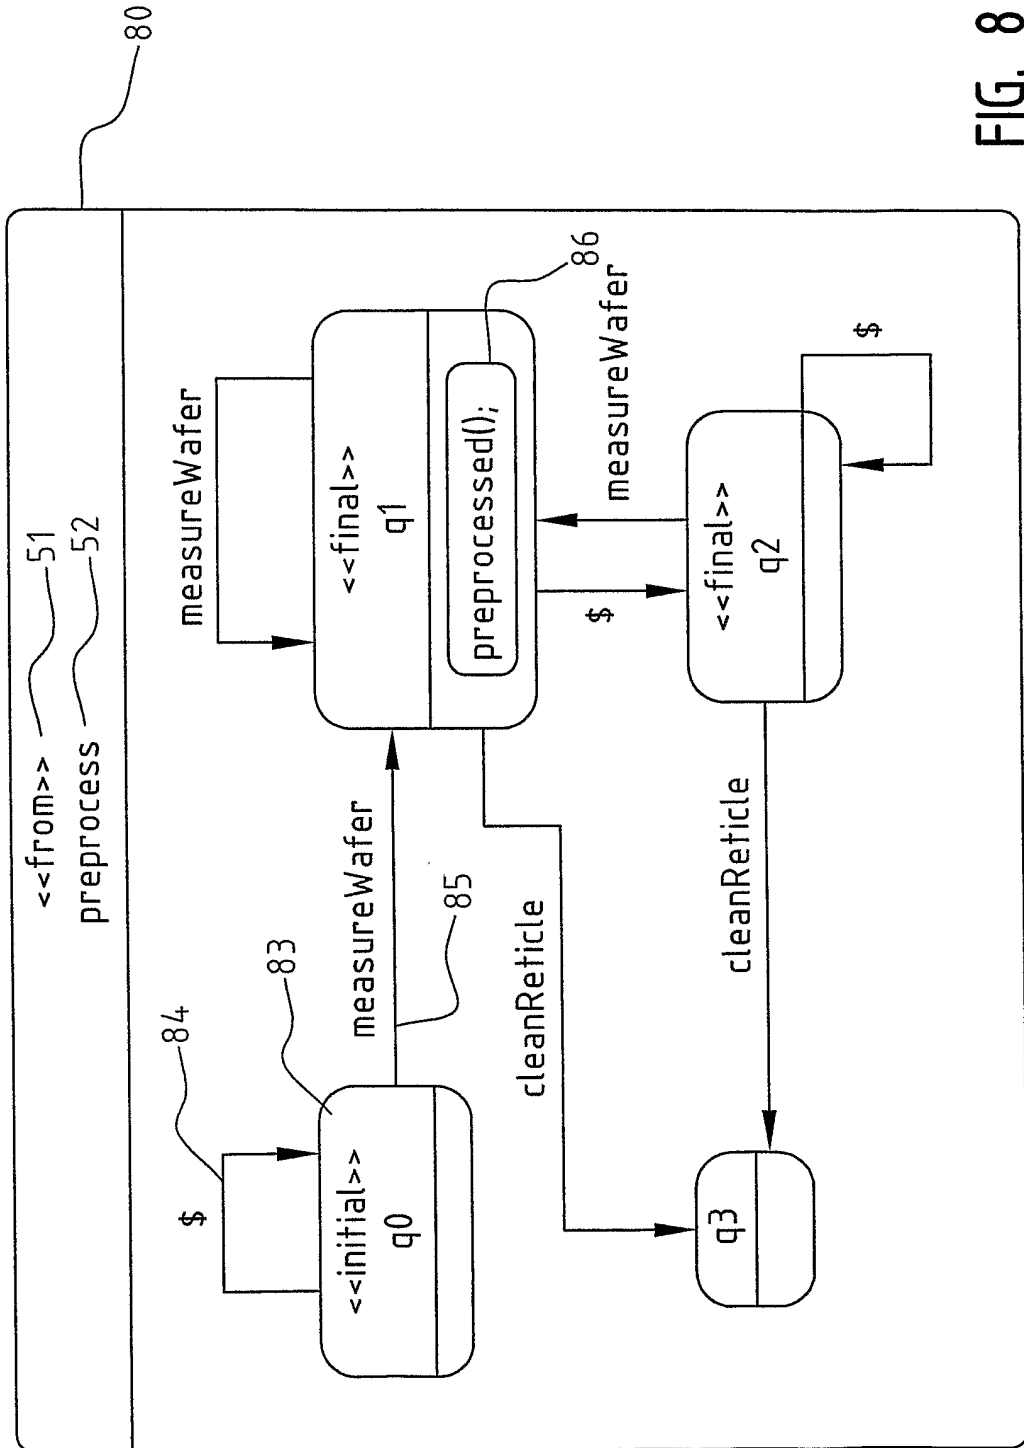 80
<<from>> 51
preprocess 52
$ 84
measureWafer
83
<<initial>>
q0
measureWafer
85
<<final>>
q1
preprocessed();
86
cleanReticle
$
measureWafer
q3
cleanReticle
<<final>>
q2
$
FIG. 8